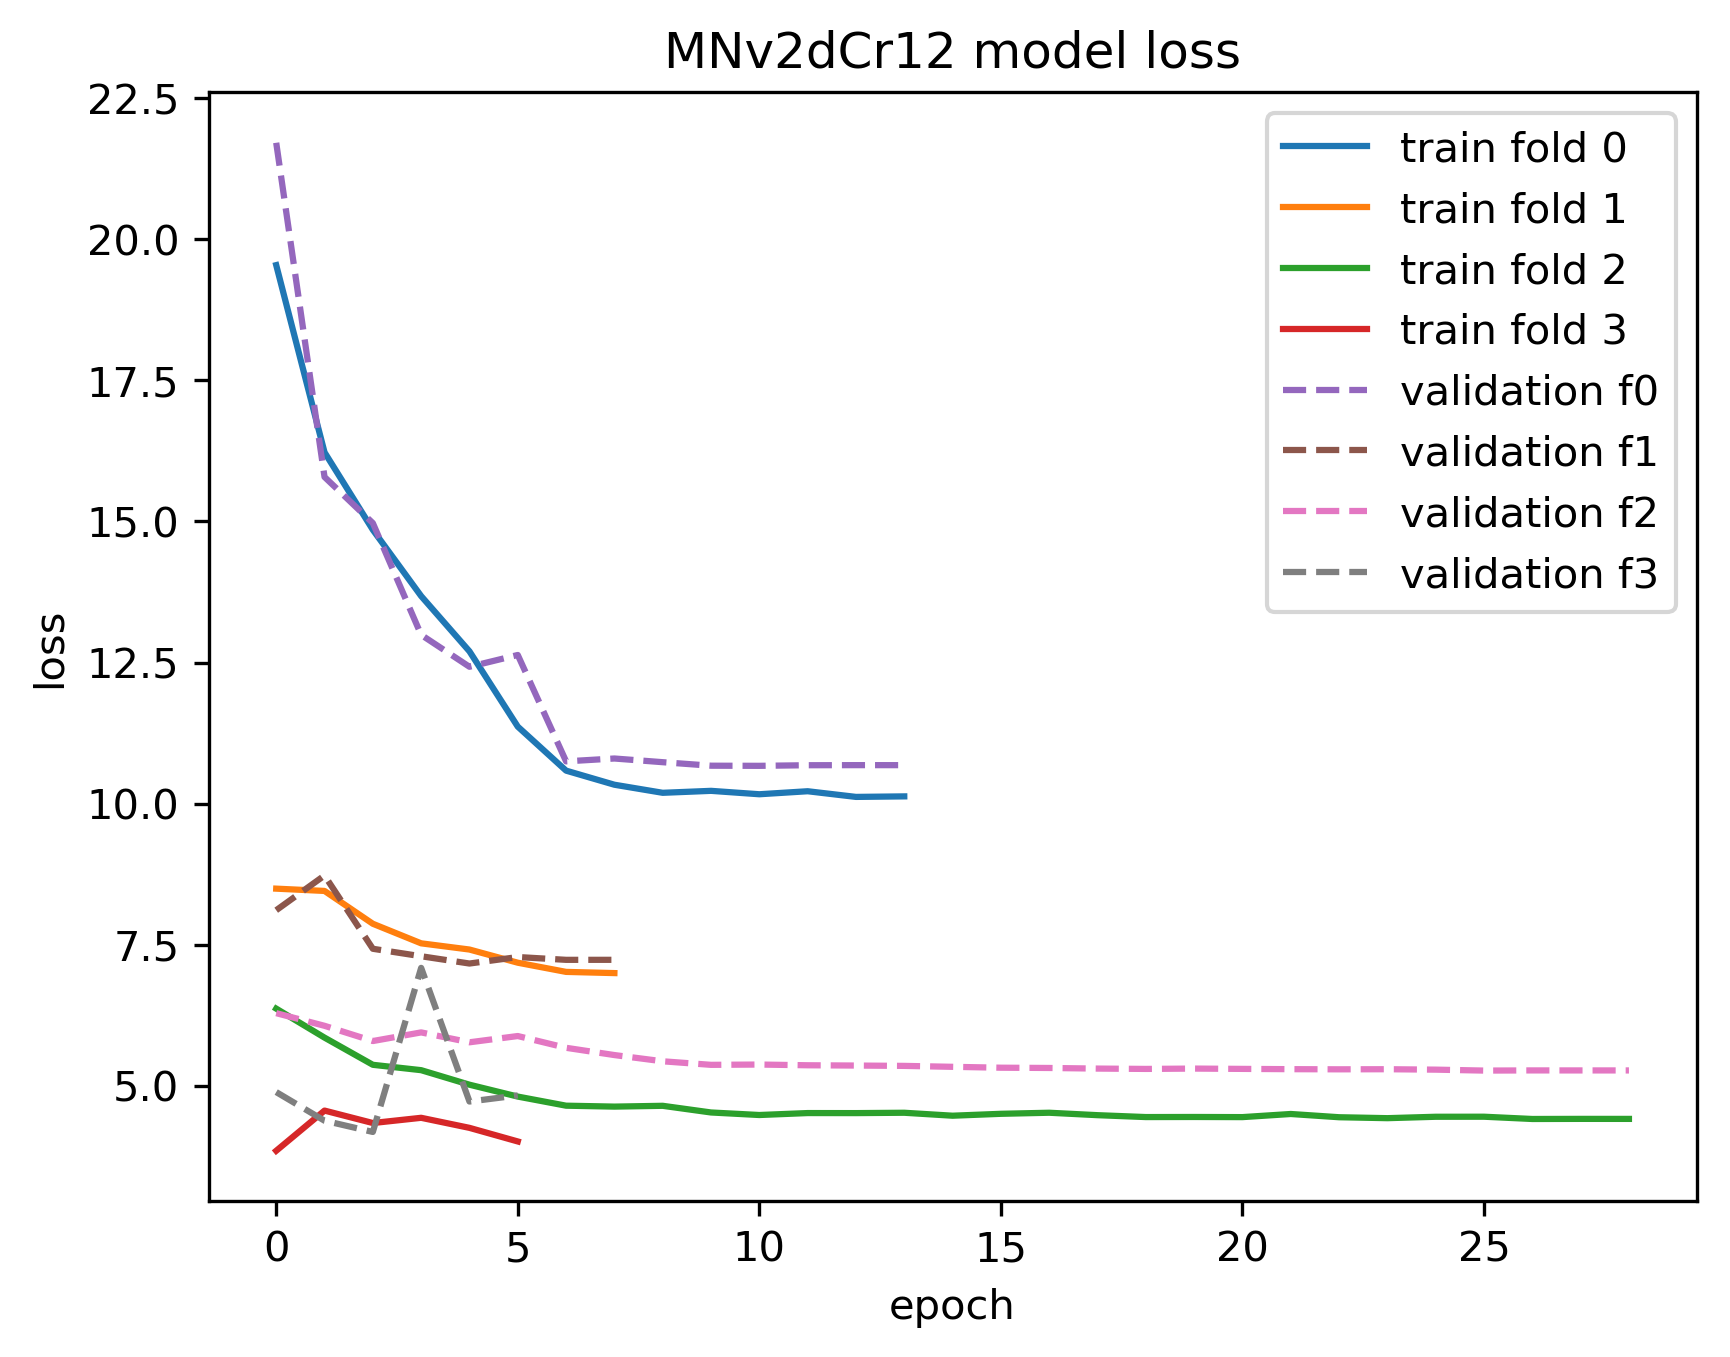 MNv2dCr12 model loss
22.5
20.0
17.5
15.0
12.5
10.0
7.5
5.0
loss
train fold 0
train fold 1
train fold 2
train fold 3
validation f0
validation f1
validation f2
validation f3
0 5 10 15 20 25
epoch